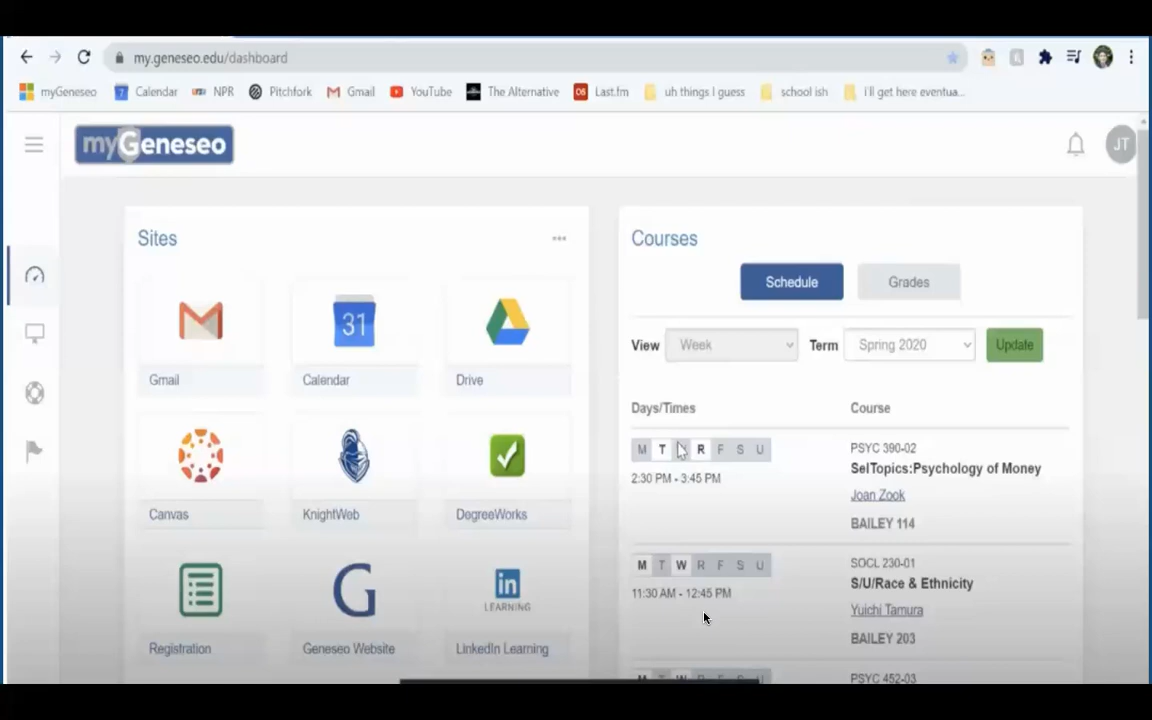 my.geneseo.edu/dashboard
myGeneseo
Calendar
NPR
Pitchfork
Gmail
YouTube
The Alternative
Last.fm
uh things I guess
school ish
I'll get here eventua...
myGeneseo
JT
Sites
Gmail
31
Calendar
Drive
Canvas
KnightWeb
DegreeWorks
Registration
G
Geneseo Website
in
LEARNING
LinkedIn Learning
Courses
Schedule
Grades
View
Week
Term
Spring 2020
Update
Days/Times
Course
M T R F S U
2:30 PM - 3:45 PM
PSYC 390-02
SelTopics:Psychology of Money
Joan Zook
BAILEY 114
M T W R F S U
11:30 AM - 12:45 PM
SOCL 230-01
S/U/Race & Ethnicity
Yuichi Tamura
BAILEY 203
M T W R F S U
PSYC 452-03